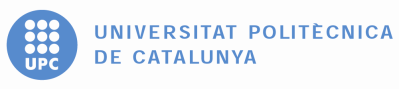 UPC
UNIVERSITAT POLITÈCNICA
DE CATALUNYA